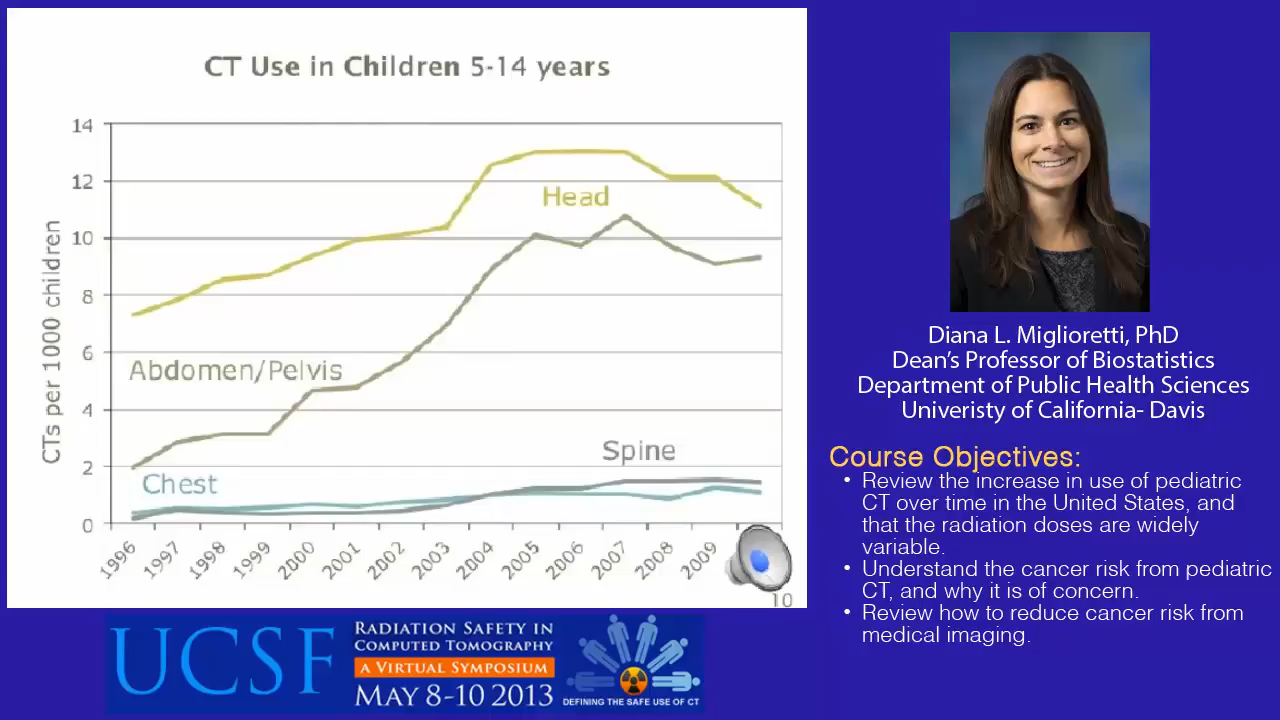 CT Use in Children 5-14 years
14
12
10
8
6
4
2
0
CTs per 1000 children
Head
Abdomen/Pelvis
Spine
Chest
1996
1997
1998
1999
2000
2001
2002
2003
2004
2005
2006
2007
2008
2009
10
Diana L. Miglioretti, PhD
Dean's Professor of Biostatistics
Department of Public Health Sciences
Univeristy of California- Davis
Course Objectives:
• Review the increase in use of pediatric
CT over time in the United States, and
that the radiation doses are widely
variable.
• Understand the cancer risk from pediatric
CT, and why it is of concern.
• Review how to reduce cancer risk from
medical imaging.
UCSF
RADIATION SAFETY IN
COMPUTED TOMOGRAPHY
A VIRTUAL SYMPOSIUM
MAY 8-10 2013
DEFINING THE SAFE USE OF CT